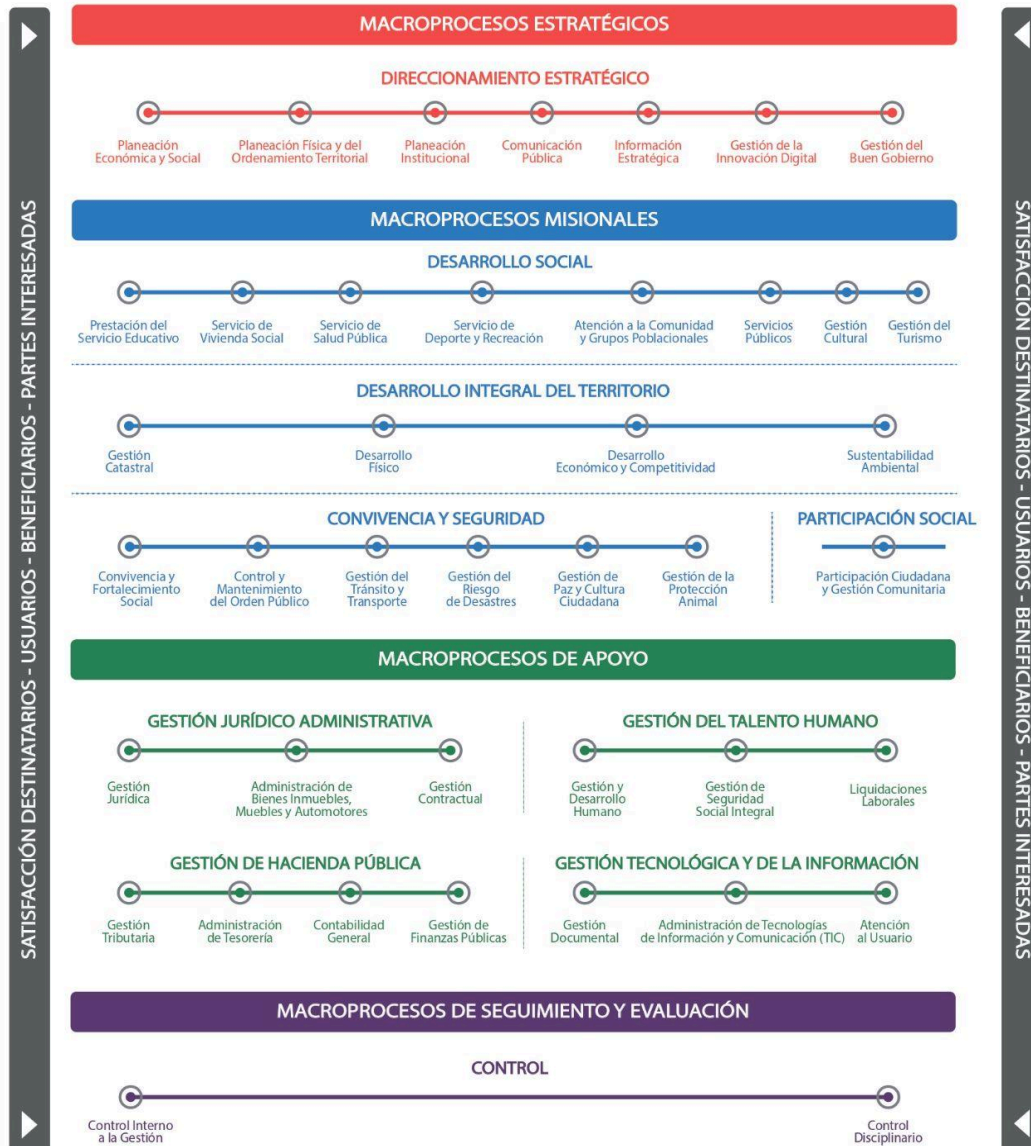 SATISFACCIÓN DESTINATARIOS - USUARIOS - BENEFICIARIOS - PARTES INTERESADAS
MACROPROCESOS ESTRATÉGICOS
DIRECCIONAMIENTO ESTRATÉGICO
Planeación
Económica y Social
Planeación Física y del
Ordenamiento Territorial
Planeación
Institucional
Comunicación
Pública
Información
Estratégica
Gestión de la
Innovación Digital
Gestión del
Buen Gobierno
MACROPROCESOS MISIONALES
DESARROLLO SOCIAL
Prestación del
Servicio Educativo
Servicio de
Vivienda Social
Servicio de
Salud Pública
Servicio de
Deporte y Recreación
Atención a la Comunidad
y Grupos Poblacionales
Servicios
Públicos
Gestión
Cultural
Gestión del
Turismo
DESARROLLO INTEGRAL DEL TERRITORIO
Gestión
Catastral
Desarrollo
Físico
Desarrollo
Económico y Competitividad
Sustentabilidad
Ambiental
CONVIVENCIA Y SEGURIDAD
Convivencia y
Fortalecimiento
Social
Control y
Mantenimiento
del Orden Público
Gestión del
Tránsito y
Transporte
Gestión del
Riesgo
de Desastres
Gestión de
Paz y Cultura
Ciudadana
Gestión de la
Protección
Animal
PARTICIPACIÓN SOCIAL
Participación Ciudadana
y Gestión Comunitaria
MACROPROCESOS DE APOYO
GESTIÓN JURÍDICO ADMINISTRATIVA
Gestión
Jurídica
Administración de
Bienes Inmuebles,
Muebles y Automotores
Gestión
Contractual
GESTIÓN DEL TALENTO HUMANO
Gestión y
Desarrollo
Humano
Gestión de
Seguridad
Social Integral
Liquidaciones
Laborales
GESTIÓN DE HACIENDA PÚBLICA
Gestión
Tributaria
Administración
de Tesorería
Contabilidad
General
Gestión de
Finanzas Públicas
GESTIÓN TECNOLÓGICA Y DE LA INFORMACIÓN
Gestión
Documental
Administración de Tecnologías
de Información y Comunicación (TIC)
Atención
al Usuario
MACROPROCESOS DE SEGUIMIENTO Y EVALUACIÓN
CONTROL
Control Interno
a la Gestión
Control
Disciplinario
SATISFACCIÓN DESTINATARIOS - USUARIOS - BENEFICIARIOS - PARTES INTERESADAS